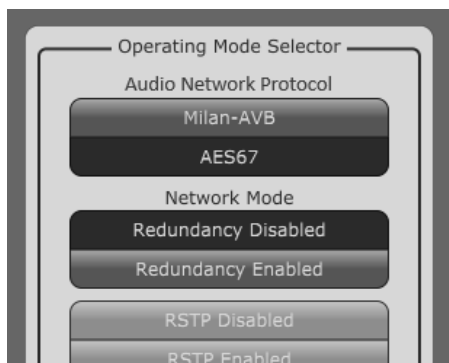 Operating Mode Selector
Audio Network Protocol
Milan-AVB
AES67
Network Mode
Redundancy Disabled
Redundancy Enabled
RSTP Disabled
RSTP Enabled